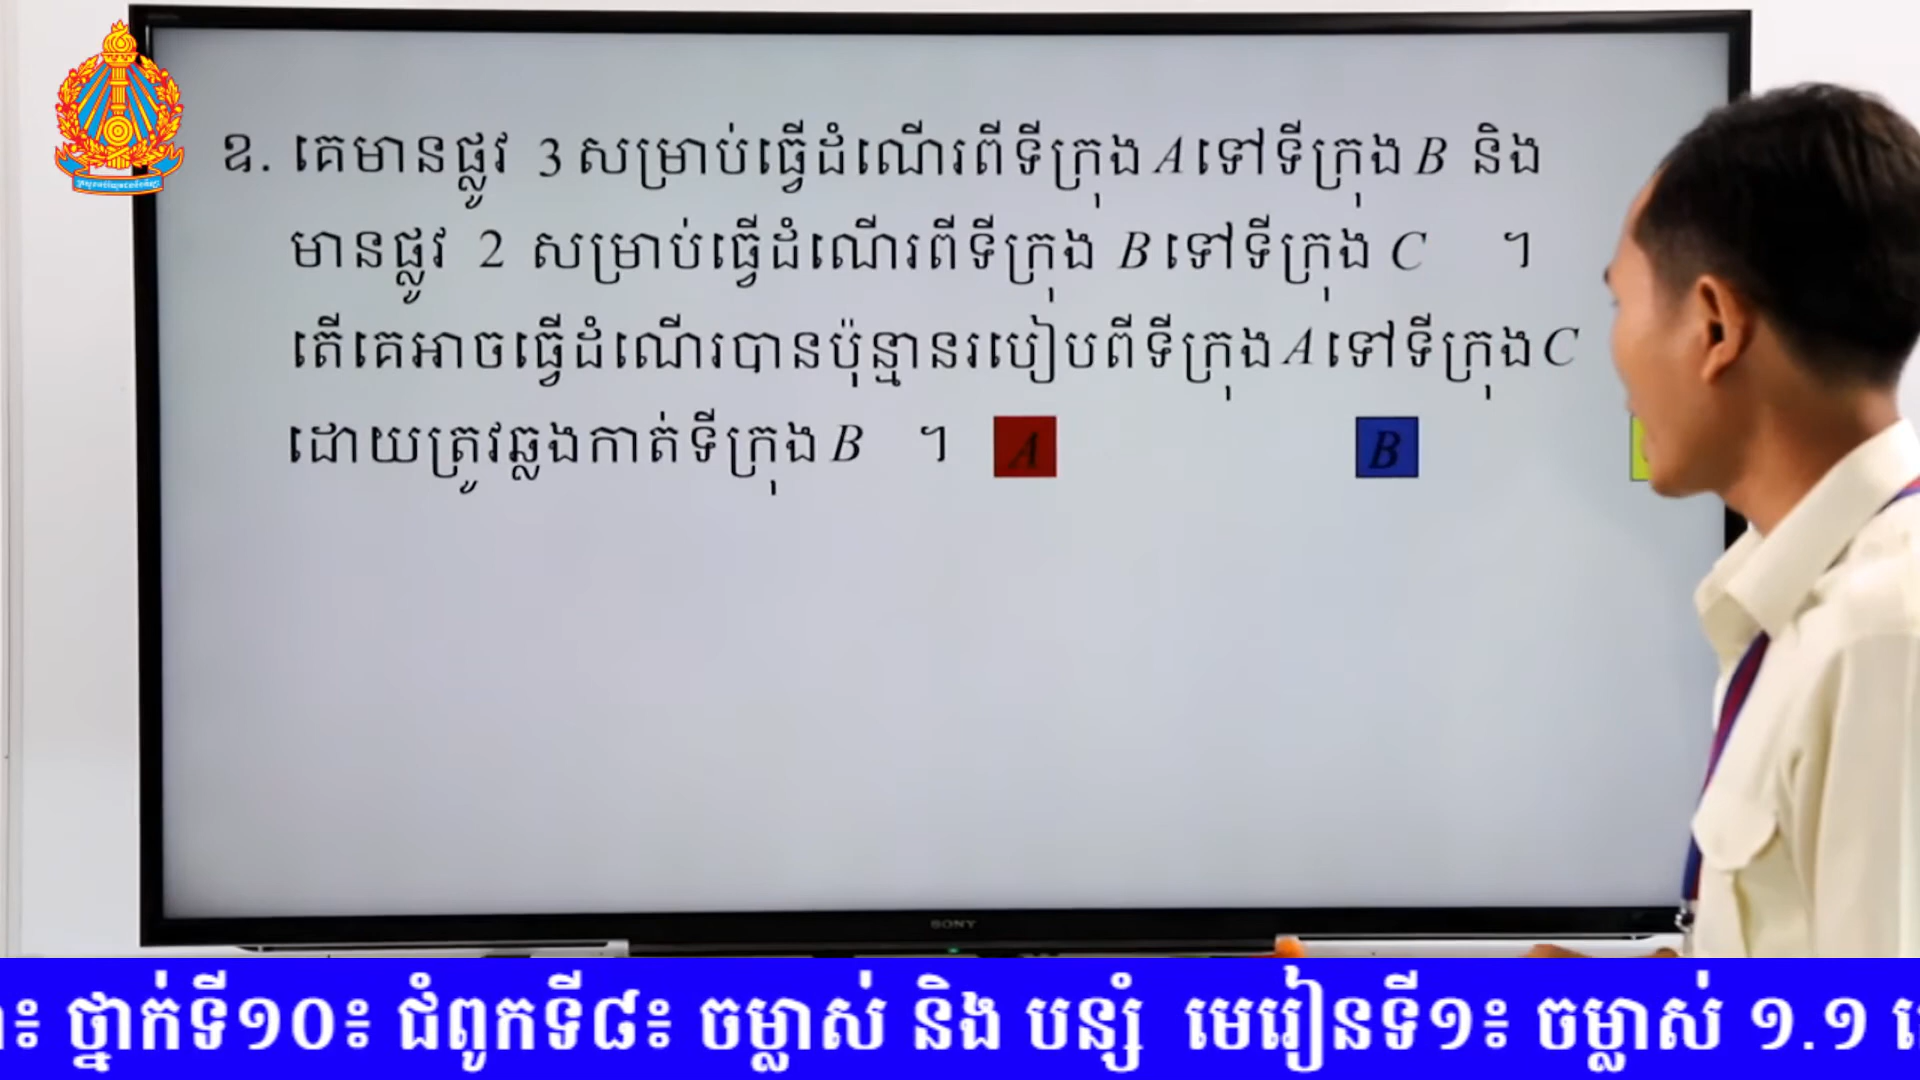 ឧ. គេមានផ្លូវ 3 សម្រាប់ធ្វើដំណើរពីទីក្រុង A ទៅទីក្រុង B និង
មានផ្លូវ 2 សម្រាប់ធ្វើដំណើរពីទីក្រុង B ទៅទីក្រុង C ។
តើគេអាចធ្វើដំណើរបានប៉ុន្មានរបៀបពីទីក្រុង A ទៅទីក្រុង C
ដោយត្រូវឆ្លងកាត់ទីក្រុង B ។ A B
SONY
ថ្នាក់ទី១០៖ ជំពូកទី៨៖ ចម្លាស់ និង បន្សំ មេរៀនទី១៖ ចម្លាស់ ១.១